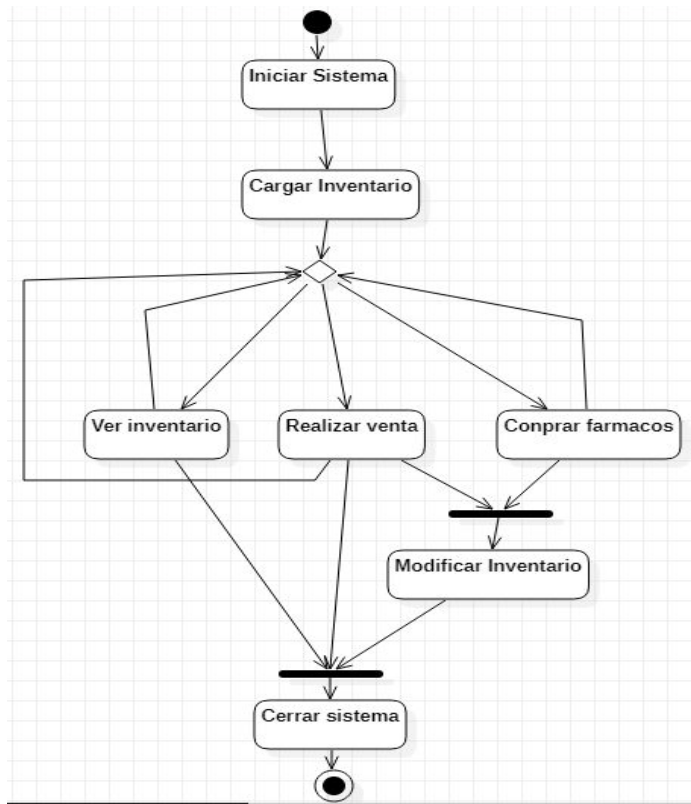 Iniciar Sistema
Cargar Inventario
Ver inventario
Realizar venta
Conprar farmacos
Modificar Inventario
Cerrar sistema